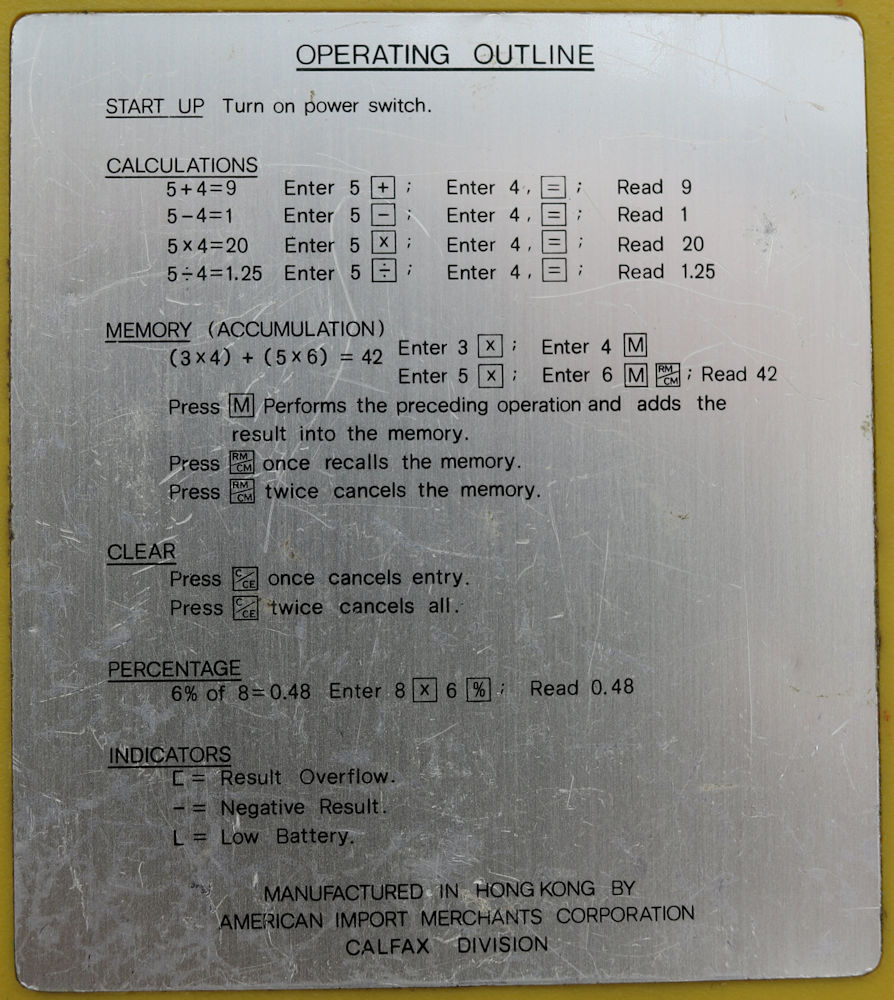 OPERATING OUTLINE
START UP Turn on power switch.
CALCULATIONS
5+4=9 Enter 5 + ; Enter 4, = ; Read 9
5-4=1 Enter 5 - ; Enter 4, = ; Read 1
5×4=20 Enter 5 × ; Enter 4, = ; Read 20
5÷4=1.25 Enter 5 ÷ ; Enter 4, = ; Read 1.25
MEMORY (ACCUMULATION)
(3×4) + (5×6) = 42 Enter 3 × ; Enter 4 M
Enter 5 × ; Enter 6 M RM/CM ; Read 42
Press M Performs the preceding operation and adds the
result into the memory.
Press RM/CM once recalls the memory.
Press RM/CM twice cancels the memory.
CLEAR
Press C/CE once cancels entry.
Press C/CE twice cancels all.
PERCENTAGE
6% of 8=0.48 Enter 8 × 6 % ; Read 0.48
INDICATORS
[ = Result Overflow.
- = Negative Result.
L = Low Battery.
MANUFACTURED IN HONG KONG BY
AMERICAN IMPORT MERCHANTS CORPORATION
CALFAX DIVISION